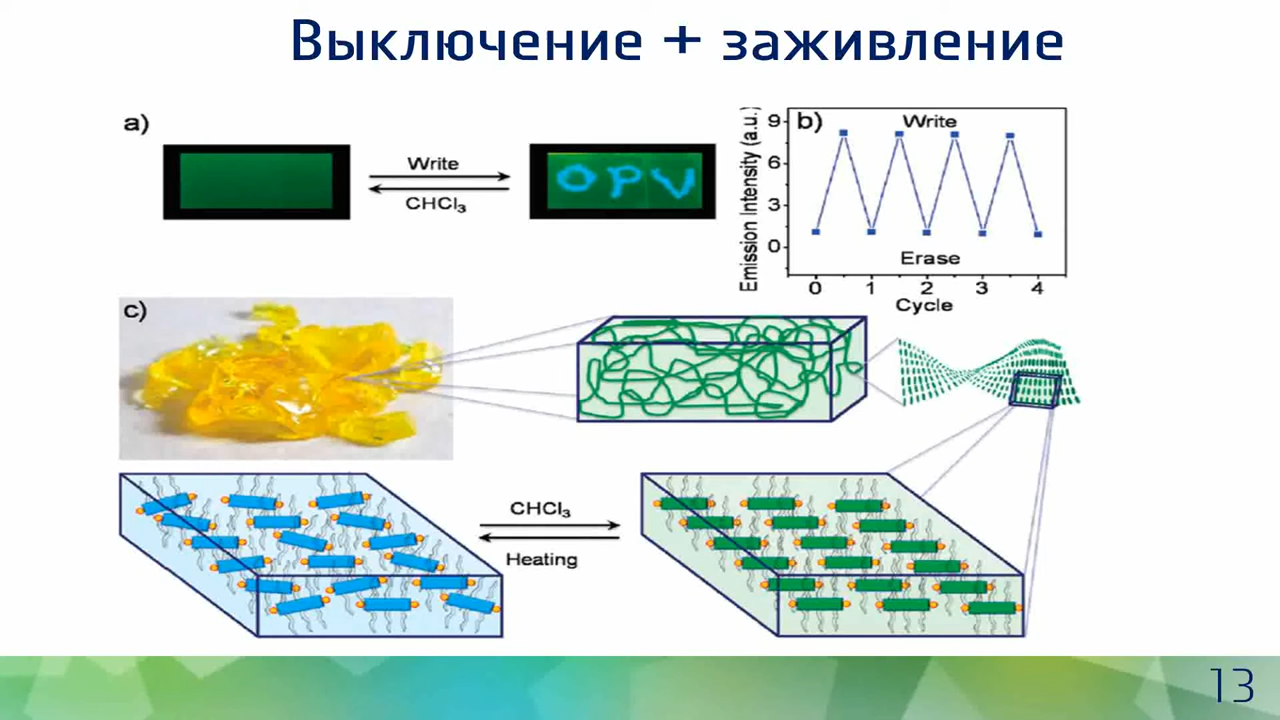 Выключение + заживление
a)
Write
CHCl₃
OPV
b)
Write
Erase
Emission Intensity (a.u.)
9
6
3
0
0 1 2 3 4
Cycle
c)
CHCl₃
Heating
13